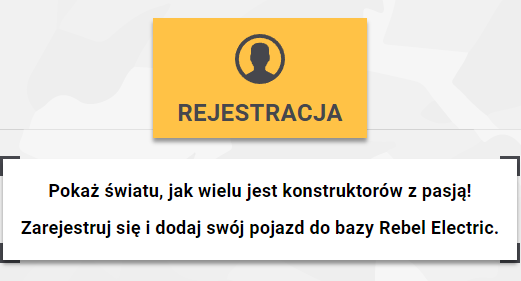 REJESTRACJA
Pokaż światu, jak wielu jest konstruktorów z pasją!
Zarejestruj się i dodaj swój pojazd do bazy Rebel Electric.